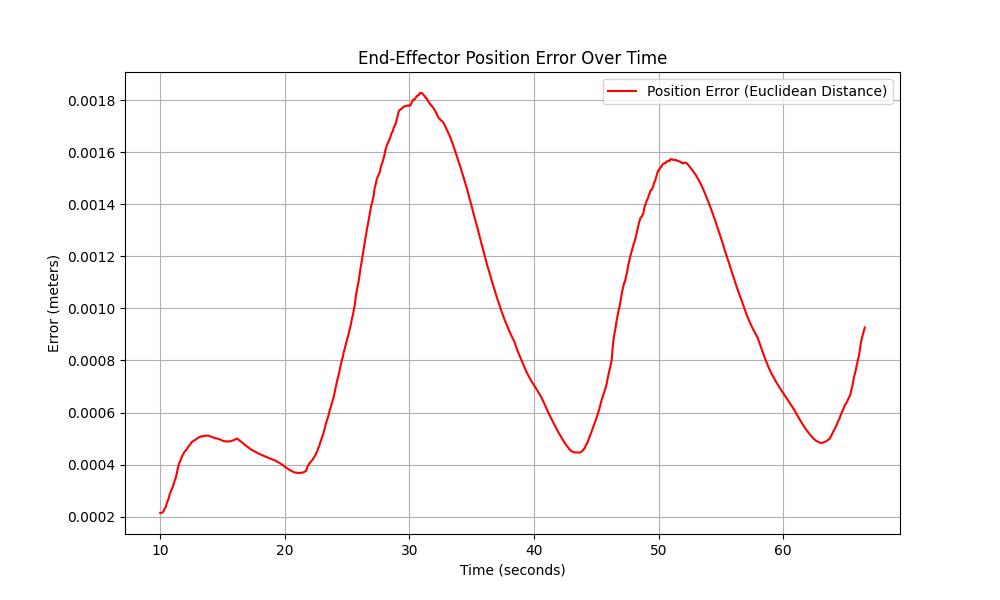 End-Effector Position Error Over Time
Position Error (Euclidean Distance)
Error (meters)
0.0018
0.0016
0.0014
0.0012
0.0010
0.0008
0.0006
0.0004
0.0002
10 20 30 40 50 60
Time (seconds)